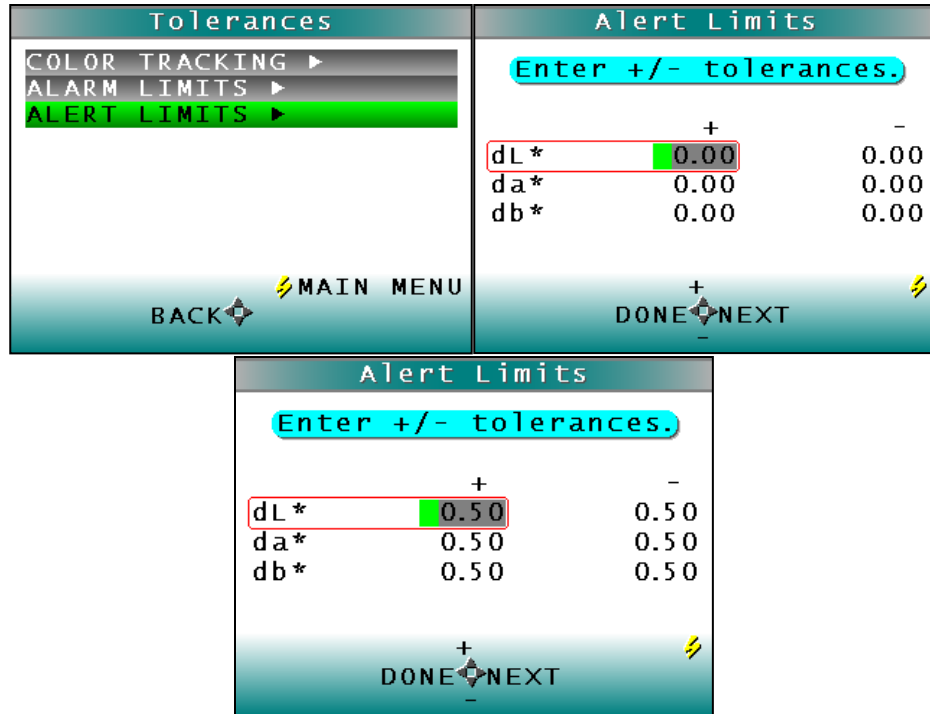 Tolerances
COLOR TRACKING ►
ALARM LIMITS ►
ALERT LIMITS ►
MAIN MENU
BACK
Alert Limits
Enter +/- tolerances.
+ -
dL* 0.00 0.00
da* 0.00 0.00
db* 0.00 0.00
+
DONE NEXT
-
Alert Limits
Enter +/- tolerances.
+ -
dL* 0.50 0.50
da* 0.50 0.50
db* 0.50 0.50
+
DONE NEXT
-